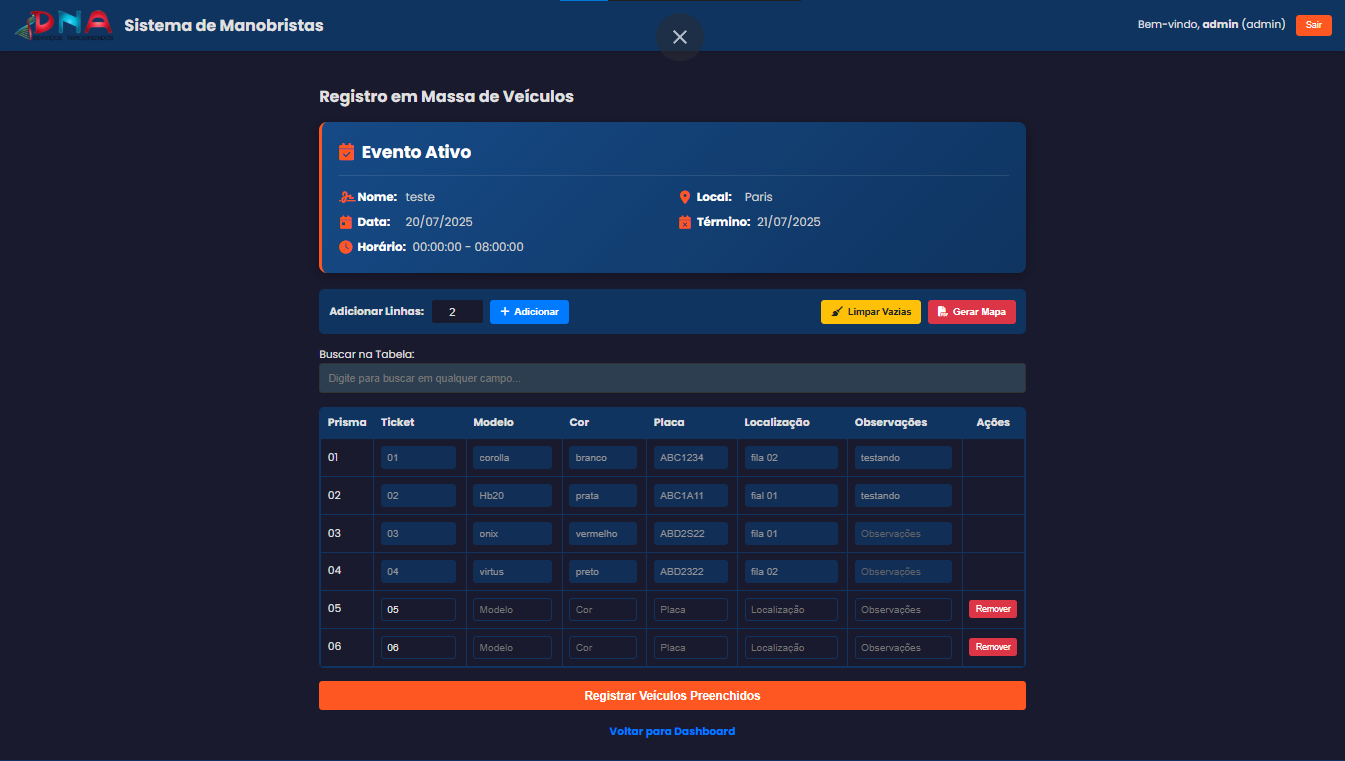 DNA
Sistema de Manobristas
Bem-vindo, admin (admin)
Sair
Registro em Massa de Veículos
Evento Ativo
Nome: teste
Local: Paris
Data: 20/07/2025
Término: 21/07/2025
Horário: 00:00:00 - 08:00:00
Adicionar Linhas: 2 + Adicionar
Limpar Vazias
Gerar Mapa
Buscar na Tabela:
Digite para buscar em qualquer campo...
Prisma Ticket Modelo Cor Placa Localização Observações Ações
01 01 corolla branco ABC1234 fila 02 testando
02 02 Hb20 prata ABC1A11 fial 01 testando
03 03 onix vermelho ABD2S22 fila 01 Observações
04 04 virtus preto ABD2322 fila 02 Observações
05 05 Modelo Cor Placa Localização Observações Remover
06 06 Modelo Cor Placa Localização Observações Remover
Registrar Veículos Preenchidos
Voltar para Dashboard